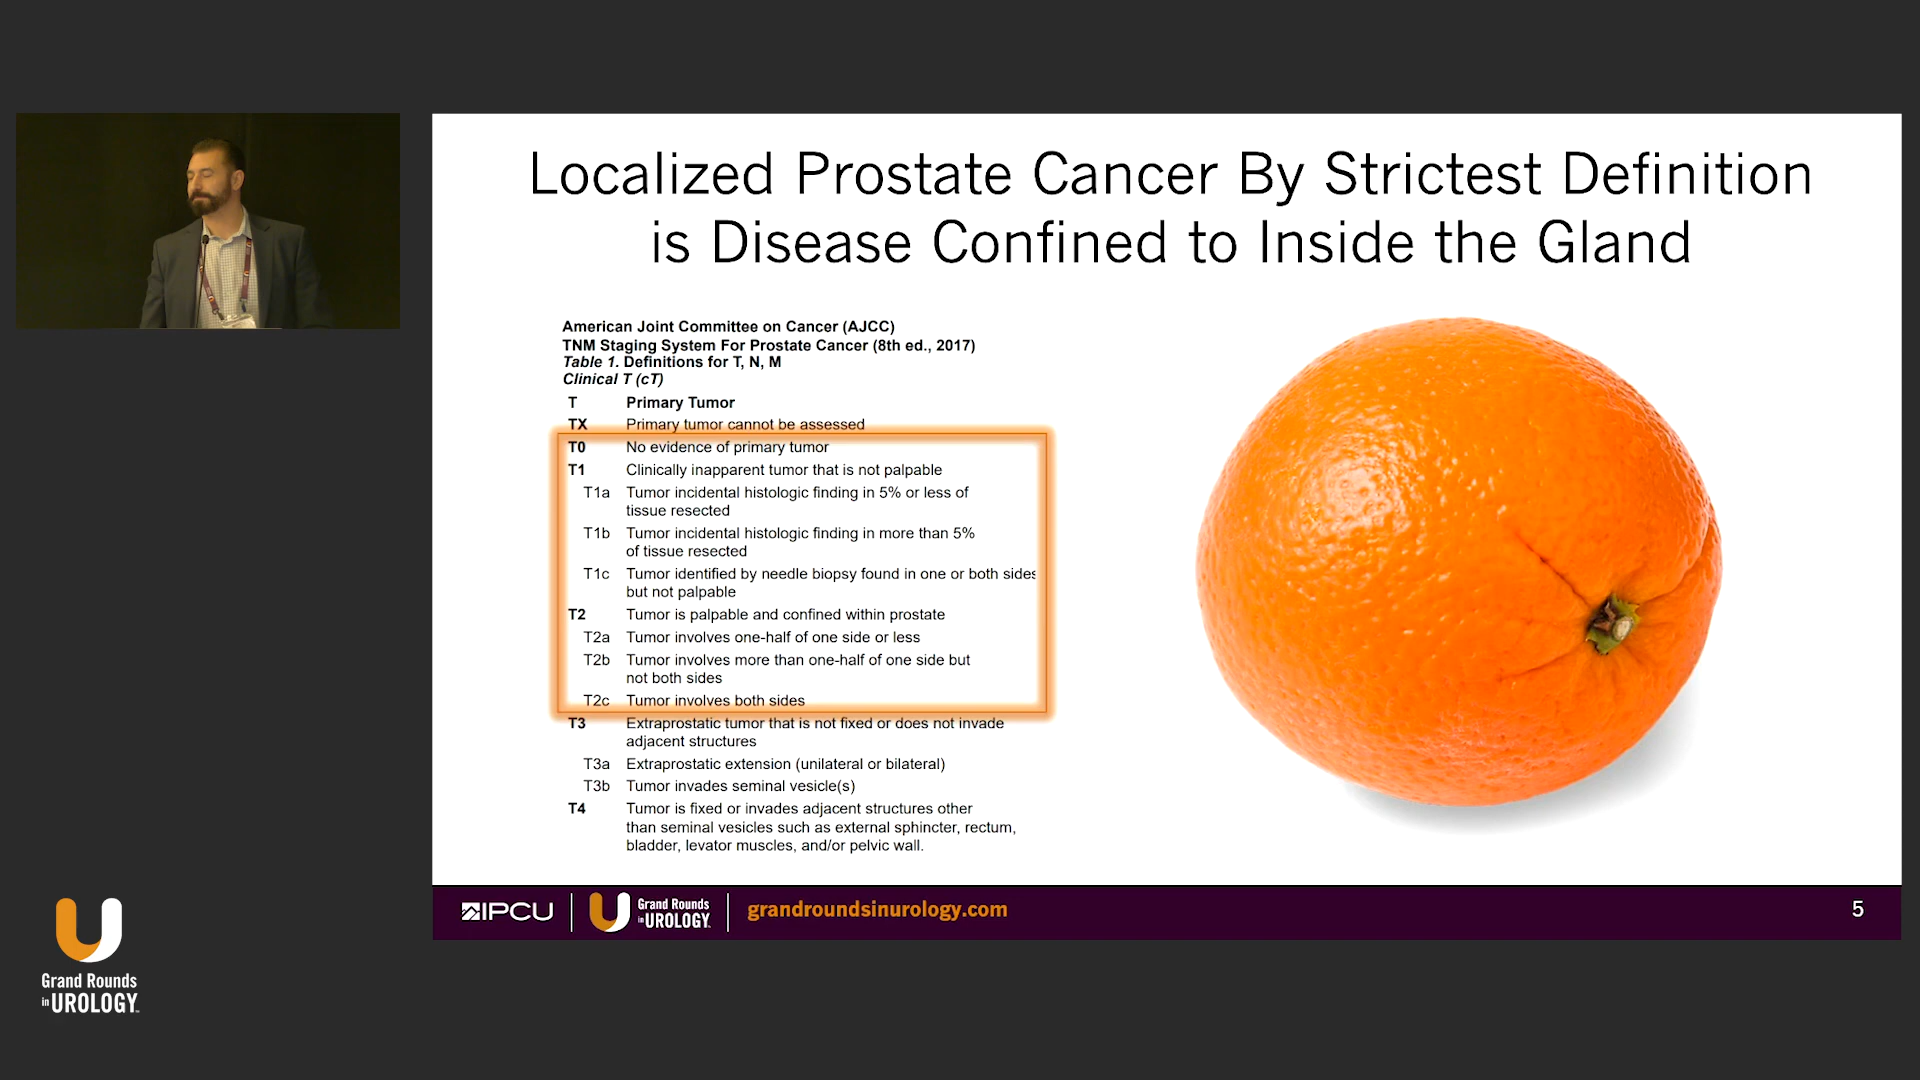 Localized Prostate Cancer By Strictest Definition
is Disease Confined to Inside the Gland
American Joint Committee on Cancer (AJCC)
TNM Staging System For Prostate Cancer (8th ed., 2017)
Table 1. Definitions for T, N, M
Clinical T (cT)
T Primary Tumor
TX Primary tumor cannot be assessed
T0 No evidence of primary tumor
T1 Clinically inapparent tumor that is not palpable
T1a Tumor incidental histologic finding in 5% or less of
tissue resected
T1b Tumor incidental histologic finding in more than 5%
of tissue resected
T1c Tumor identified by needle biopsy found in one or both sides
but not palpable
T2 Tumor is palpable and confined within prostate
T2a Tumor involves one-half of one side or less
T2b Tumor involves more than one-half of one side but
not both sides
T2c Tumor involves both sides
T3 Extraprostatic tumor that is not fixed or does not invade
adjacent structures
T3a Extraprostatic extension (unilateral or bilateral)
T3b Tumor invades seminal vesicle(s)
T4 Tumor is fixed or invades adjacent structures other
than seminal vesicles such as external sphincter, rectum,
bladder, levator muscles, and/or pelvic wall.
IPCU
Grand Rounds
in UROLOGY
grandroundsinurology.com
5
Grand Rounds
in UROLOGY